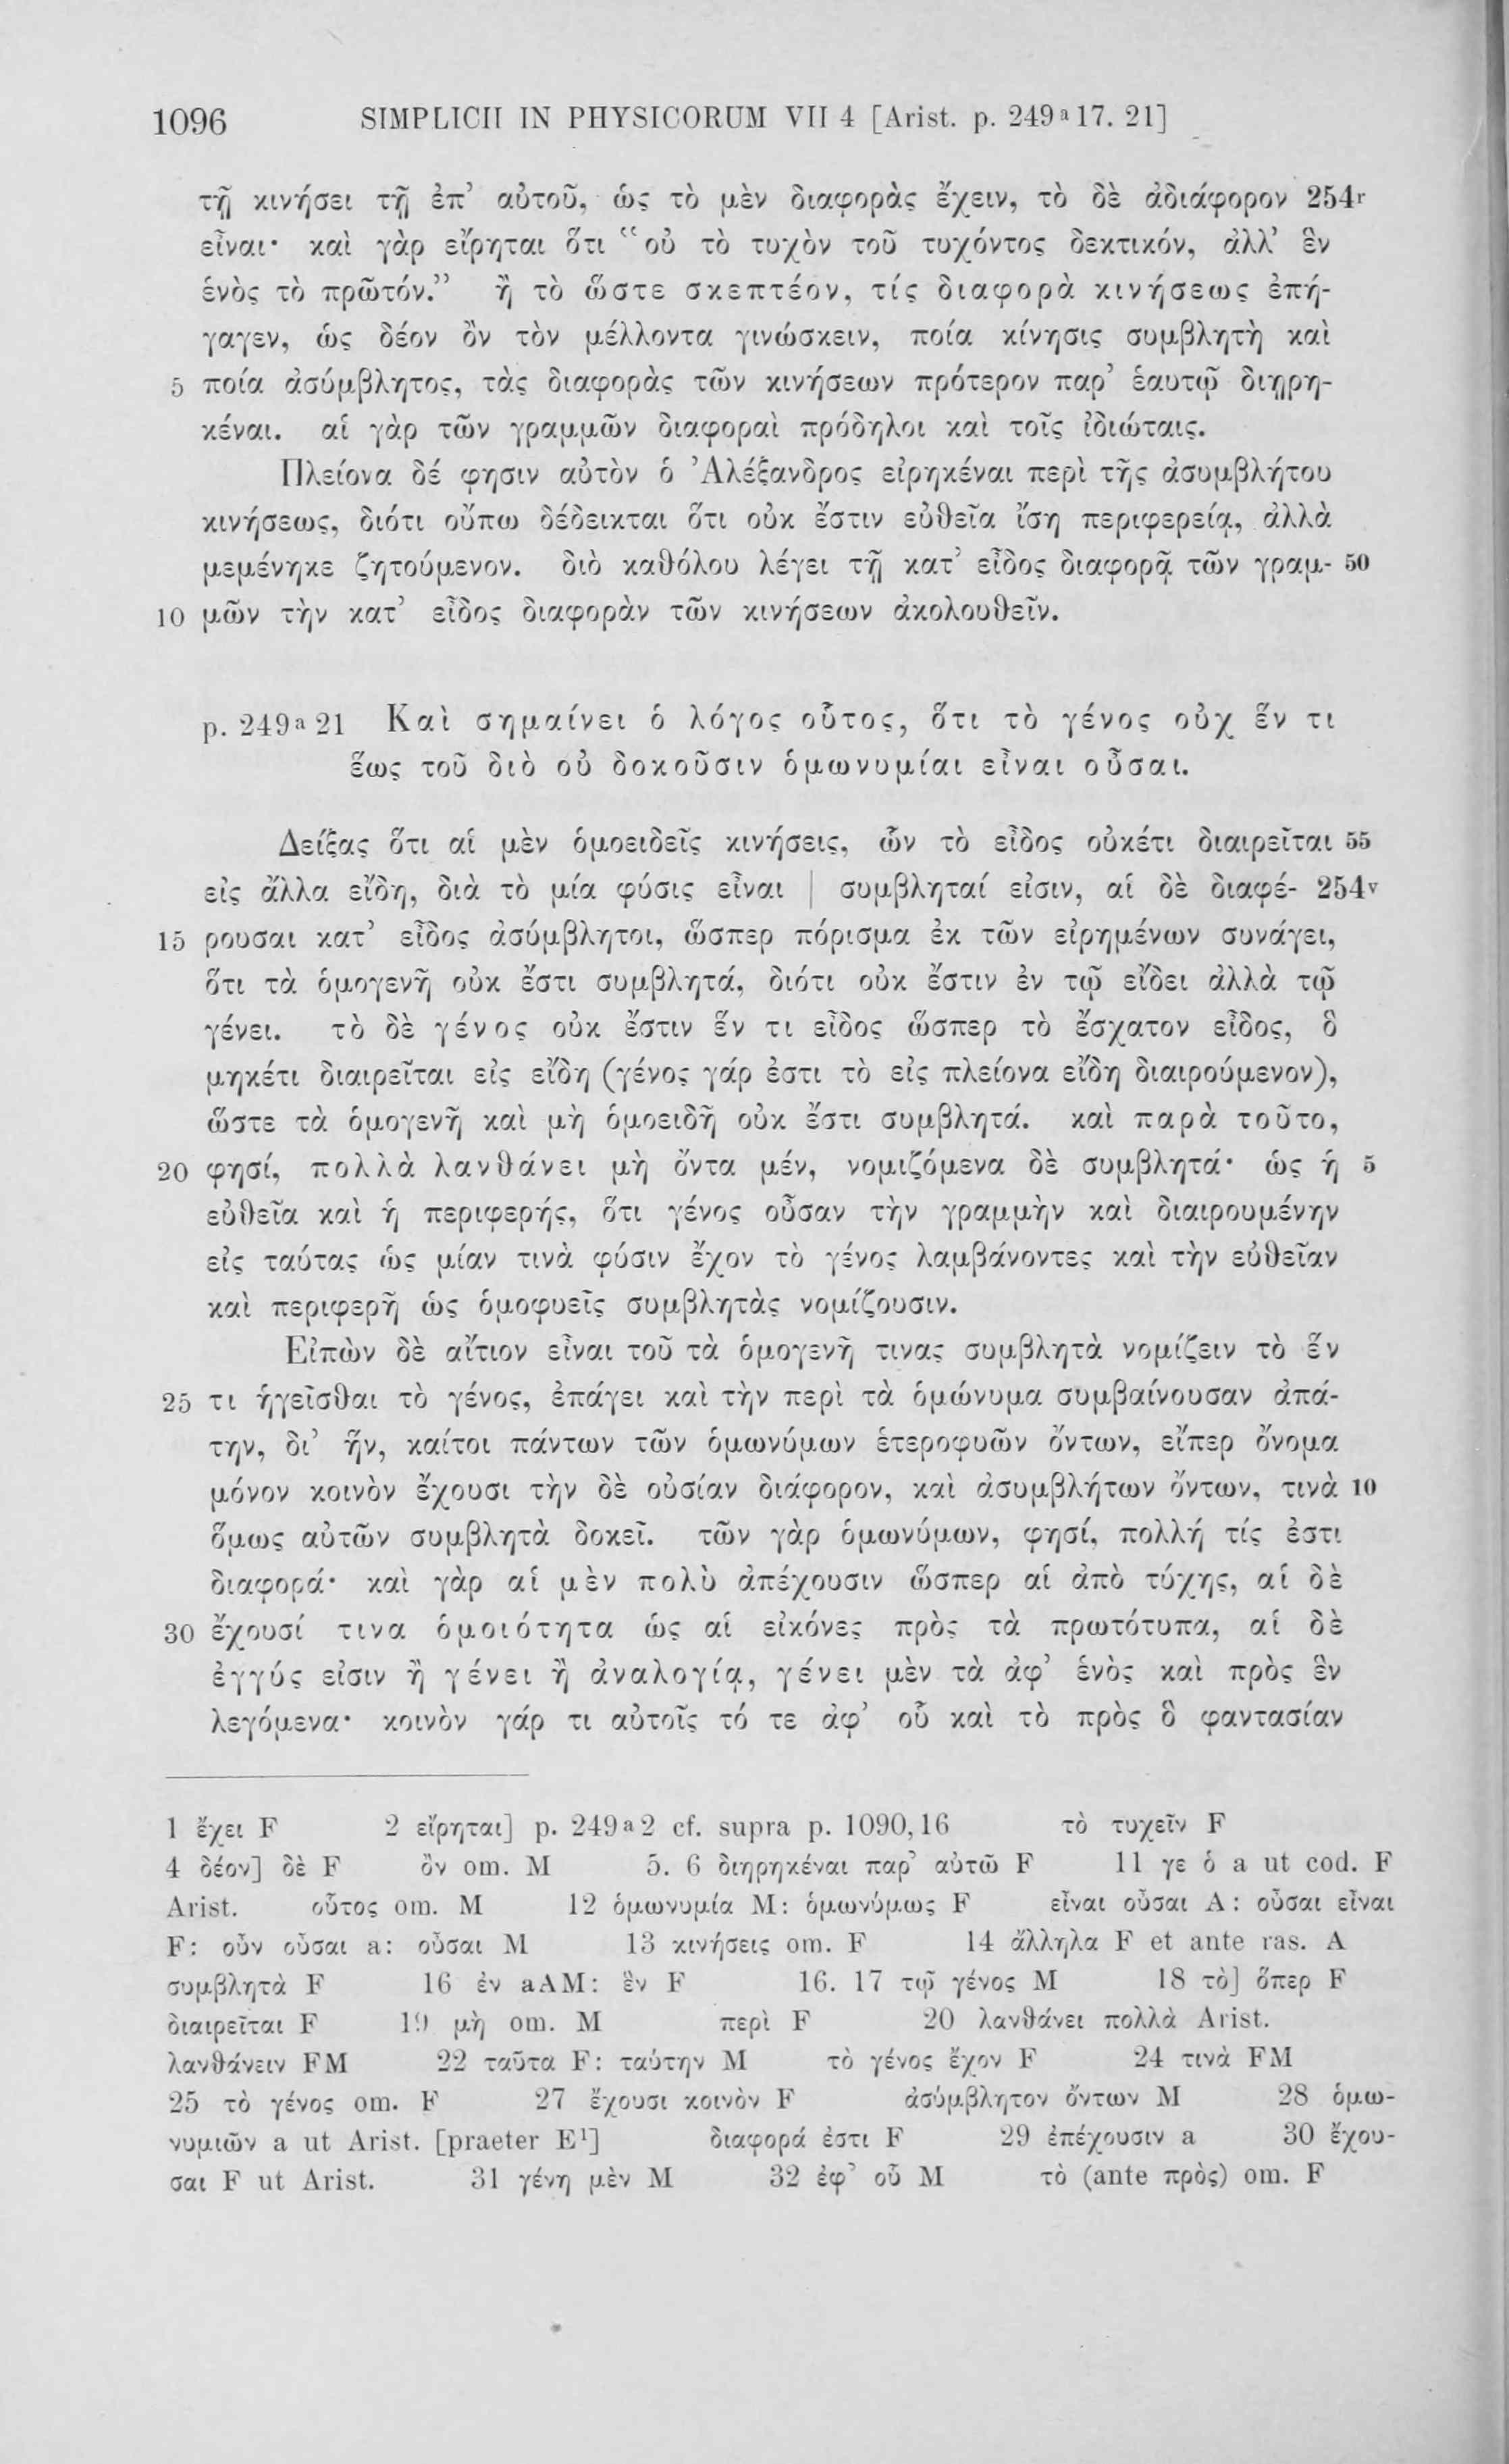 1096 SIMPLICII IN PHYSICORUM VII 4 [Arist. p. 249ª17. 21]
τῇ κινήσει τῇ ἐπ’ αὐτοῦ, ὡς τὸ μὲν διαφορὰς ἔχειν, τὸ δὲ ἀδιάφορον 254r
εἶναι· καὶ γὰρ εἴρηται ὅτι “οὐ τὸ τυχὸν τοῦ τυχόντος δεκτικόν, ἀλλ’ ἓν
ἑνὸς τὸ πρῶτόν.” ἢ τὸ ὥστε σκεπτέον, τίς διαφορὰ κινήσεως ἐπή-
γαγεν, ὡς δέον ὂν τὸν μέλλοντα γινώσκειν, ποία κίνησις συμβλητὴ καὶ
5 ποία ἀσύμβλητος, τὰς διαφορὰς τῶν κινήσεων πρότερον παρ’ ἑαυτῷ διῃρη-
κέναι. αἱ γὰρ τῶν γραμμῶν διαφοραὶ πρόδηλοι καὶ τοῖς ἰδιώταις.
Πλείονα δέ φησιν αὐτὸν ὁ Ἀλέξανδρος εἰρηκέναι περὶ τῆς ἀσυμβλήτου
κινήσεως, διότι οὔπω δέδεικται ὅτι οὐκ ἔστιν εὐθεῖα ἴση περιφερείᾳ, ἀλλὰ
μεμένηκε ζητούμενον. διὸ καθόλου λέγει τῇ κατ’ εἶδος διαφορᾷ τῶν γραμ- 50
10 μῶν τὴν κατ’ εἶδος διαφορὰν τῶν κινήσεων ἀκολουθεῖν.
p. 249ª21 Καὶ σημαίνει ὁ λόγος οὗτος, ὅτι τὸ γένος οὐχ ἕν τι
ἕως τοῦ διὸ οὐ δοκοῦσιν ὁμωνυμίαι εἶναι οὖσαι.
Δείξας ὅτι αἱ μὲν ὁμοειδεῖς κινήσεις, ὧν τὸ εἶδος οὐκέτι διαιρεῖται 55
εἰς ἄλλα εἴδη, διὰ τὸ μία φύσις εἶναι | συμβληταί εἰσιν, αἱ δὲ διαφέ- 254v
15 ρουσαι κατ’ εἶδος ἀσύμβλητοι, ὥσπερ πόρισμα ἐκ τῶν εἰρημένων συνάγει,
ὅτι τὰ ὁμογενῆ οὐκ ἔστι συμβλητά, διότι οὐκ ἔστιν ἐν τῷ εἴδει ἀλλὰ τῷ
γένει. τὸ δὲ γένος οὐκ ἔστιν ἕν τι εἶδος ὥσπερ τὸ ἔσχατον εἶδος, ὃ
μηκέτι διαιρεῖται εἰς εἴδη (γένος γάρ ἐστι τὸ εἰς πλείονα εἴδη διαιρούμενον),
ὥστε τὰ ὁμογενῆ καὶ μὴ ὁμοειδῆ οὐκ ἔστι συμβλητά. καὶ παρὰ τοῦτο,
20 φησί, πολλὰ λανθάνει μὴ ὄντα μέν, νομιζόμενα δὲ συμβλητά· ὡς ἡ 5
εὐθεῖα καὶ ἡ περιφερής, ὅτι γένος οὖσαν τὴν γραμμὴν καὶ διαιρουμένην
εἰς ταύτας ὡς μίαν τινὰ φύσιν ἔχον τὸ γένος λαμβάνοντες καὶ τὴν εὐθεῖαν
καὶ περιφερῆ ὡς ὁμοφυεῖς συμβλητὰς νομίζουσιν.
Εἰπὼν δὲ αἴτιον εἶναι τοῦ τὰ ὁμογενῆ τινας συμβλητὰ νομίζειν τὸ ἕν
25 τι ἡγεῖσθαι τὸ γένος, ἐπάγει καὶ τὴν περὶ τὰ ὁμώνυμα συμβαίνουσαν ἀπά-
την, δι’ ἥν, καίτοι πάντων τῶν ὁμωνύμων ἑτεροφυῶν ὄντων, εἴπερ ὄνομα
μόνον κοινὸν ἔχουσι τὴν δὲ οὐσίαν διάφορον, καὶ ἀσυμβλήτων ὄντων, τινὰ 10
ὅμως αὐτῶν συμβλητὰ δοκεῖ. τῶν γὰρ ὁμωνύμων, φησί, πολλή τίς ἐστι
διαφορά· καὶ γὰρ αἱ μὲν πολὺ ἀπέχουσιν ὥσπερ αἱ ἀπὸ τύχης, αἱ δὲ
30 ἔχουσί τινα ὁμοιότητα ὡς αἱ εἰκόνες πρὸς τὰ πρωτότυπα, αἱ δὲ
ἐγγύς εἰσιν ἢ γένει ἢ ἀναλογίᾳ, γένει μὲν τὰ ἀφ’ ἑνὸς καὶ πρὸς ἓν
λεγόμενα· κοινὸν γάρ τι αὐτοῖς τό τε ἀφ’ οὗ καὶ τὸ πρὸς ὃ φαντασίαν
1 ἔχει F 2 εἴρηται] p. 249ª2 cf. supra p. 1090,16 τὸ τυχεῖν F
4 δέον] δὲ F ὂν om. M 5. 6 διηρηκέναι παρ’ αὐτῶ F 11 γε ὁ a ut cod. F
Arist. οὗτος om. M 12 ὁμωνυμία M: ὁμωνύμως F εἶναι οὖσαι A: οὖσαι εἶναι
F: οὖν οὖσαι a: οὖσαι M 13 κινήσεις om. F 14 ἄλληλα F et ante ras. A
συμβλητὰ F 16 ἐν aAM: ἓν F 16. 17 τῷ γένος M 18 τὸ] ὅπερ F
διαιρεῖται F 19 μὴ om. M περὶ F 20 λανθάνει πολλὰ Arist.
λανθάνειν FM 22 ταῦτα F: ταύτην M τὸ γένος ἔχον F 24 τινὰ FM
25 τὸ γένος om. F 27 ἔχουσι κοινὸν F ἀσύμβλητον ὄντων M 28 ὁμω-
νυμιῶν a ut Arist. [praeter E¹] διαφορά ἐστι F 29 ἐπέχουσιν a 30 ἔχου-
σαι F ut Arist. 31 γένη μὲν M 32 ἐφ’ οὗ M τὸ (ante πρὸς) om. F